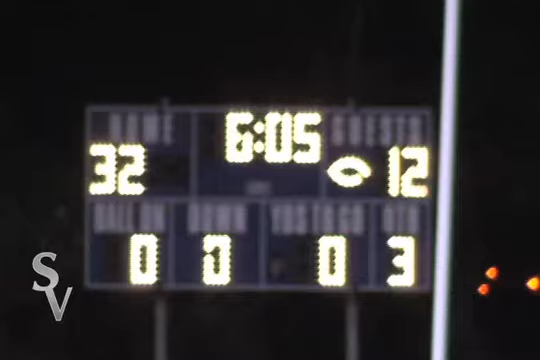 HOME 6:05 GUESTS
32 12
BALL ON DOWN YDS TO GO QTR
0 0 0 3
SV